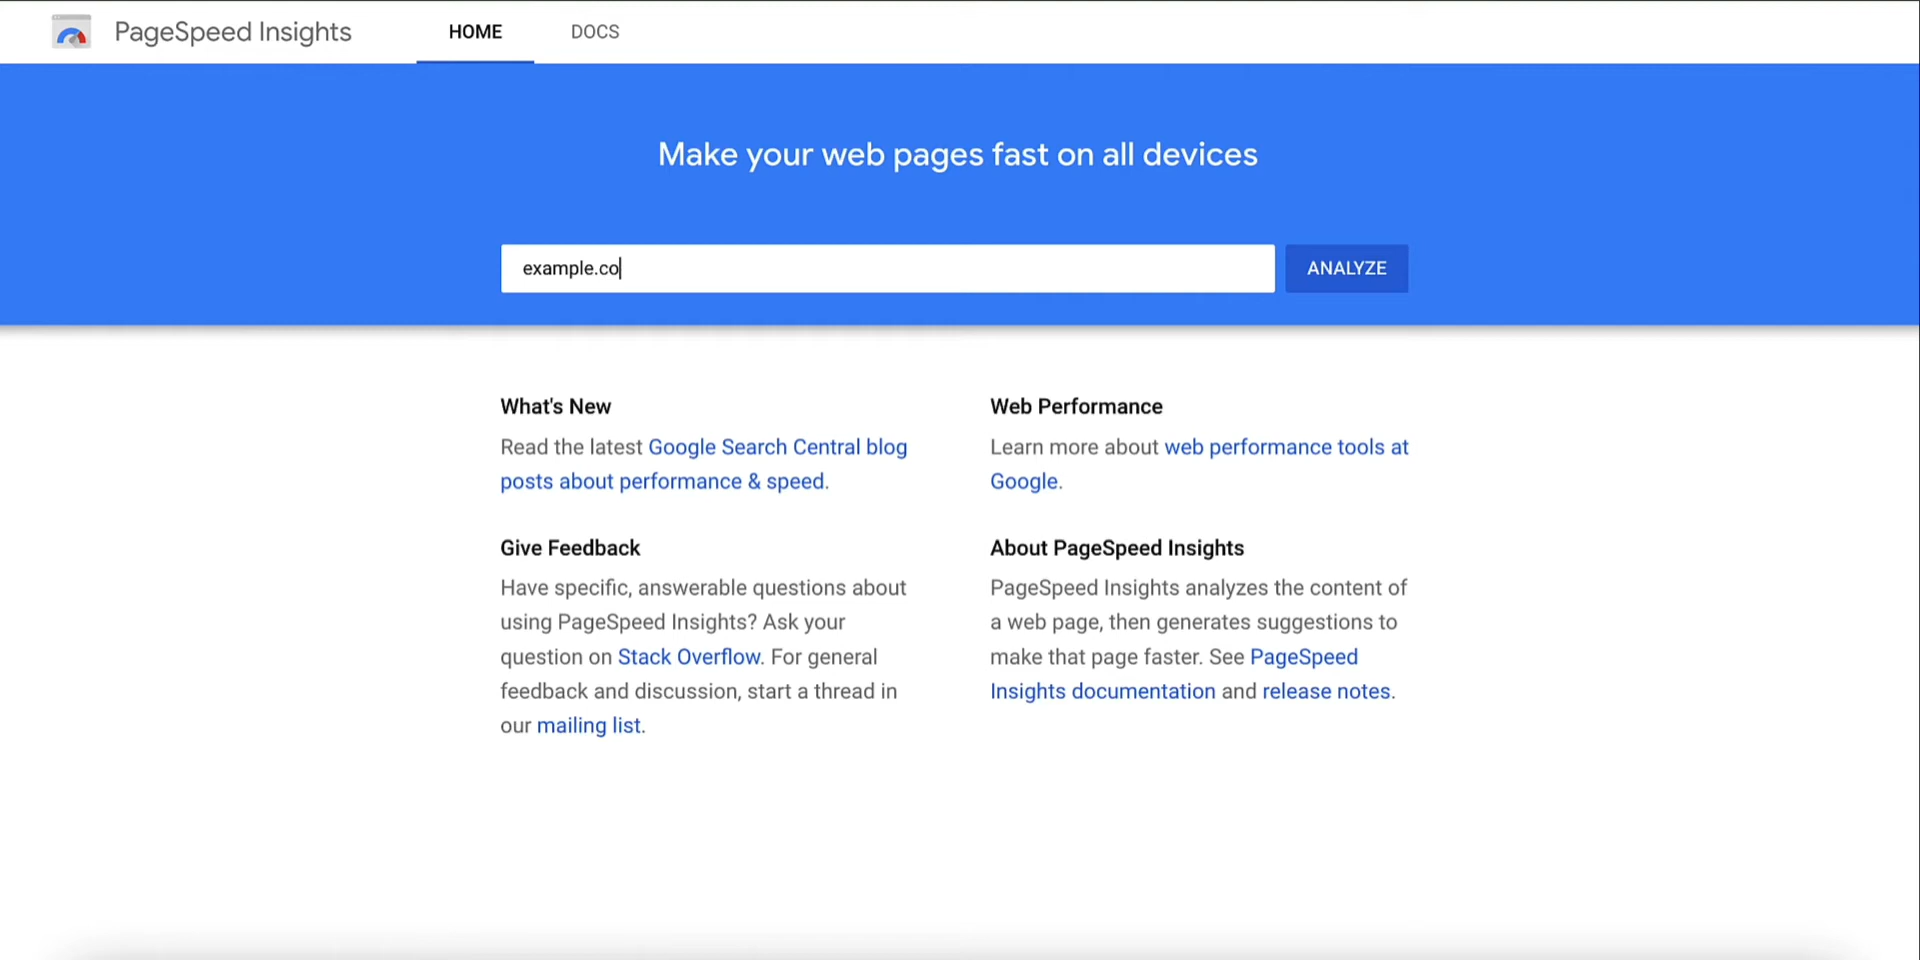 PageSpeed Insights
HOME
DOCS
Make your web pages fast on all devices
example.co
ANALYZE
What's New
Read the latest Google Search Central blog
posts about performance & speed.
Web Performance
Learn more about web performance tools at
Google.
Give Feedback
Have specific, answerable questions about
using PageSpeed Insights? Ask your
question on Stack Overflow. For general
feedback and discussion, start a thread in
our mailing list.
About PageSpeed Insights
PageSpeed Insights analyzes the content of
a web page, then generates suggestions to
make that page faster. See PageSpeed
Insights documentation and release notes.